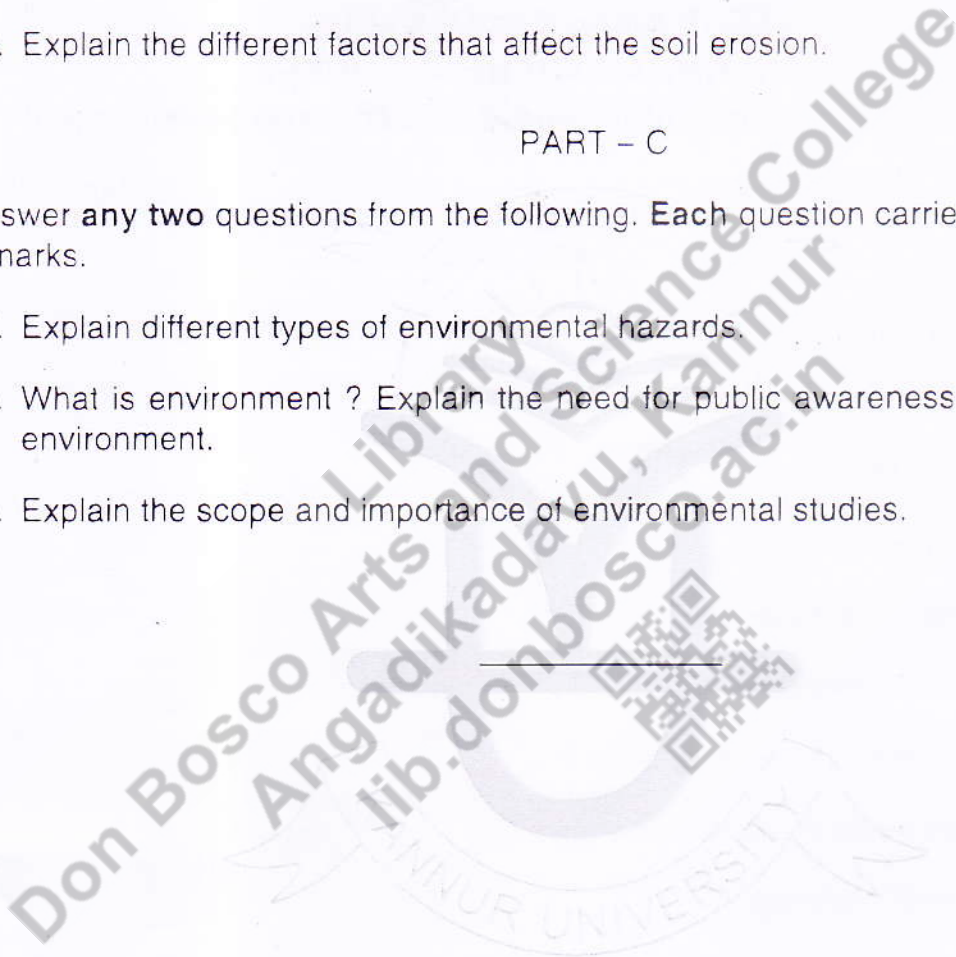 . Explain the different factors that affect the soil erosion.
PART – C
swer any two questions from the following. Each question carrie
marks.
. Explain different types of environmental hazards.
. What is environment ? Explain the need for public awareness
environment.
. Explain the scope and importance of environmental studies.
Library
Don Bosco Arts and Science College
Angadikadavu, Kannur
lib.donbosco.ac.in
ANNUR UNIVERSITY